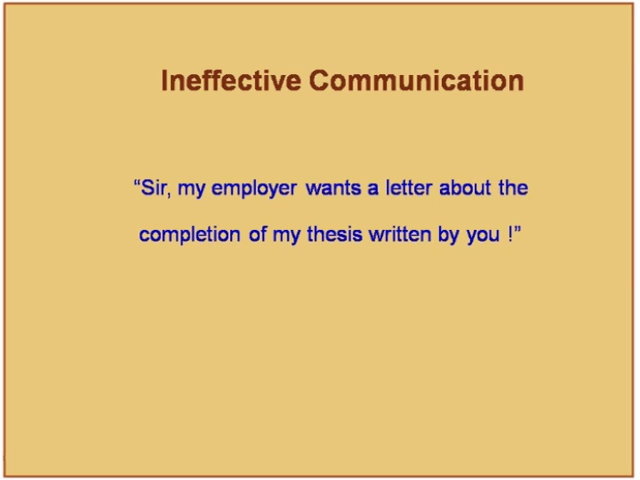 Ineffective Communication
“Sir, my employer wants a letter about the
completion of my thesis written by you !”